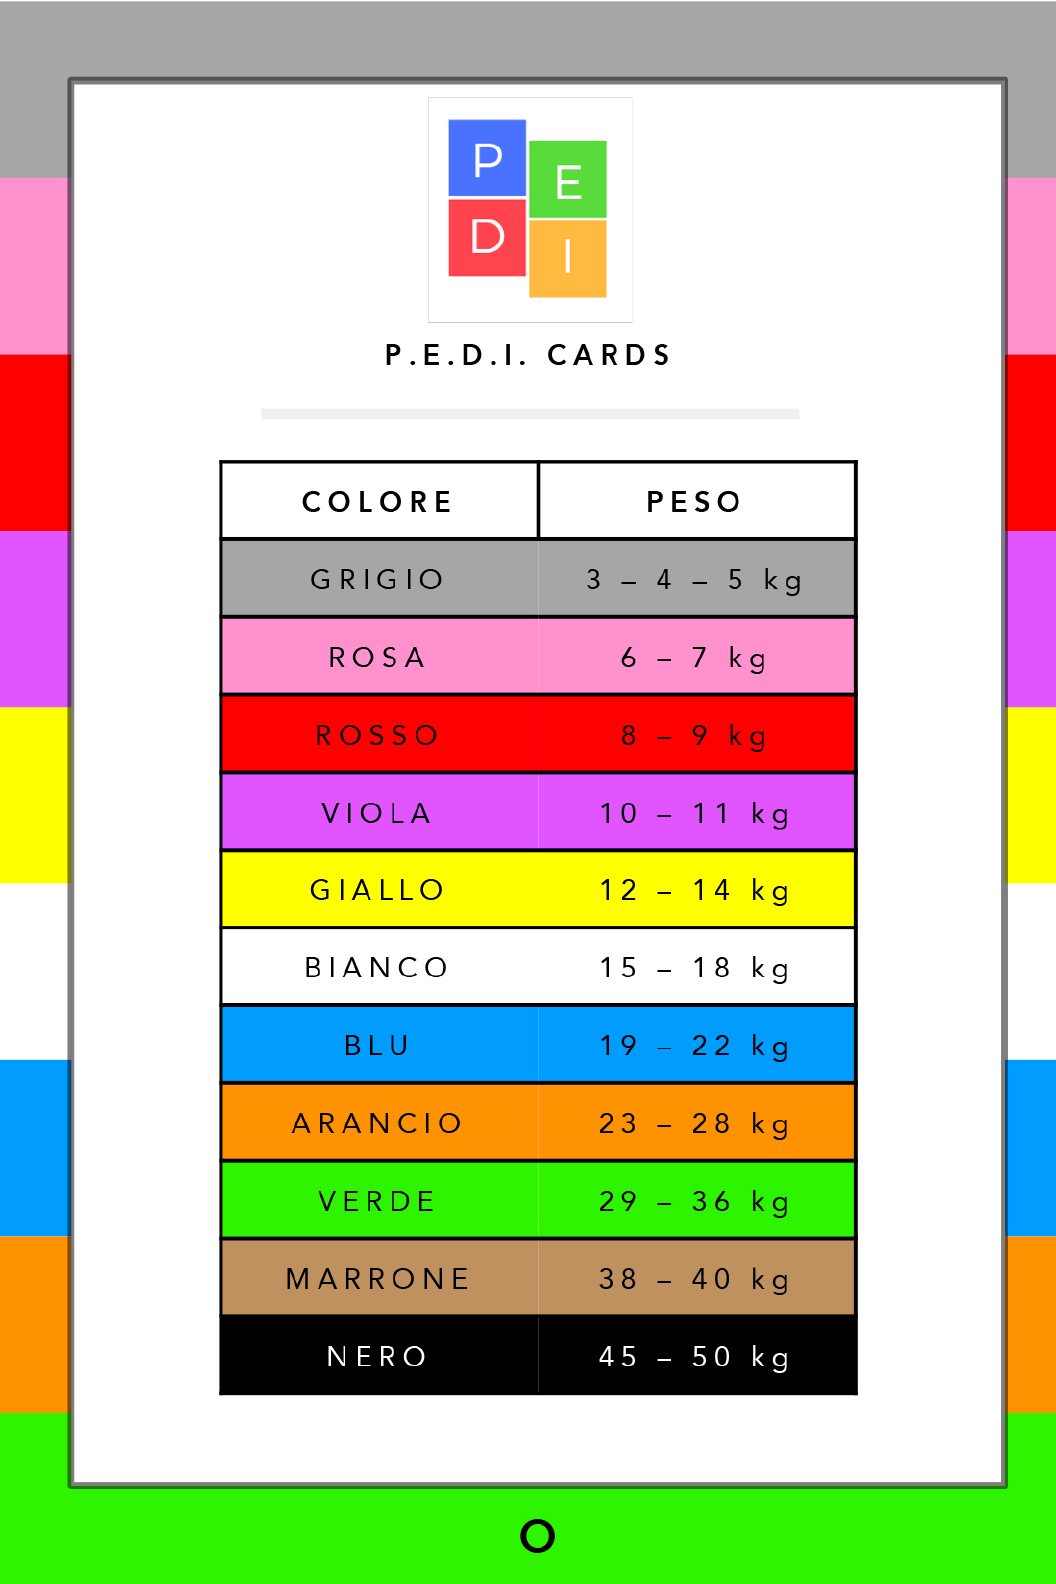 P
E
D
I
P.E.D.I. CARDS
COLORE PESO
GRIGIO 3 – 4 – 5 kg
ROSA 6 – 7 kg
ROSSO 8 – 9 kg
VIOLA 10 – 11 kg
GIALLO 12 – 14 kg
BIANCO 15 – 18 kg
BLU 19 – 22 kg
ARANCIO 23 – 28 kg
VERDE 29 – 36 kg
MARRONE 38 – 40 kg
NERO 45 – 50 kg